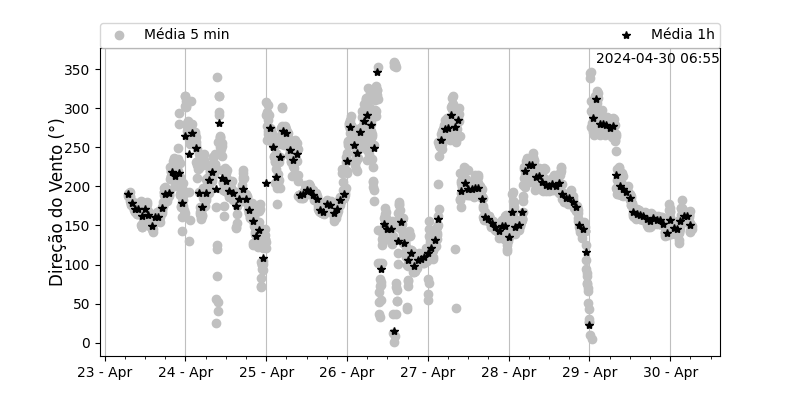 Média 5 min
Média 1h
2024-04-30 06:55
Direção do Vento (°)
350
300
250
200
150
100
50
0
23 - Apr
24 - Apr
25 - Apr
26 - Apr
27 - Apr
28 - Apr
29 - Apr
30 - Apr